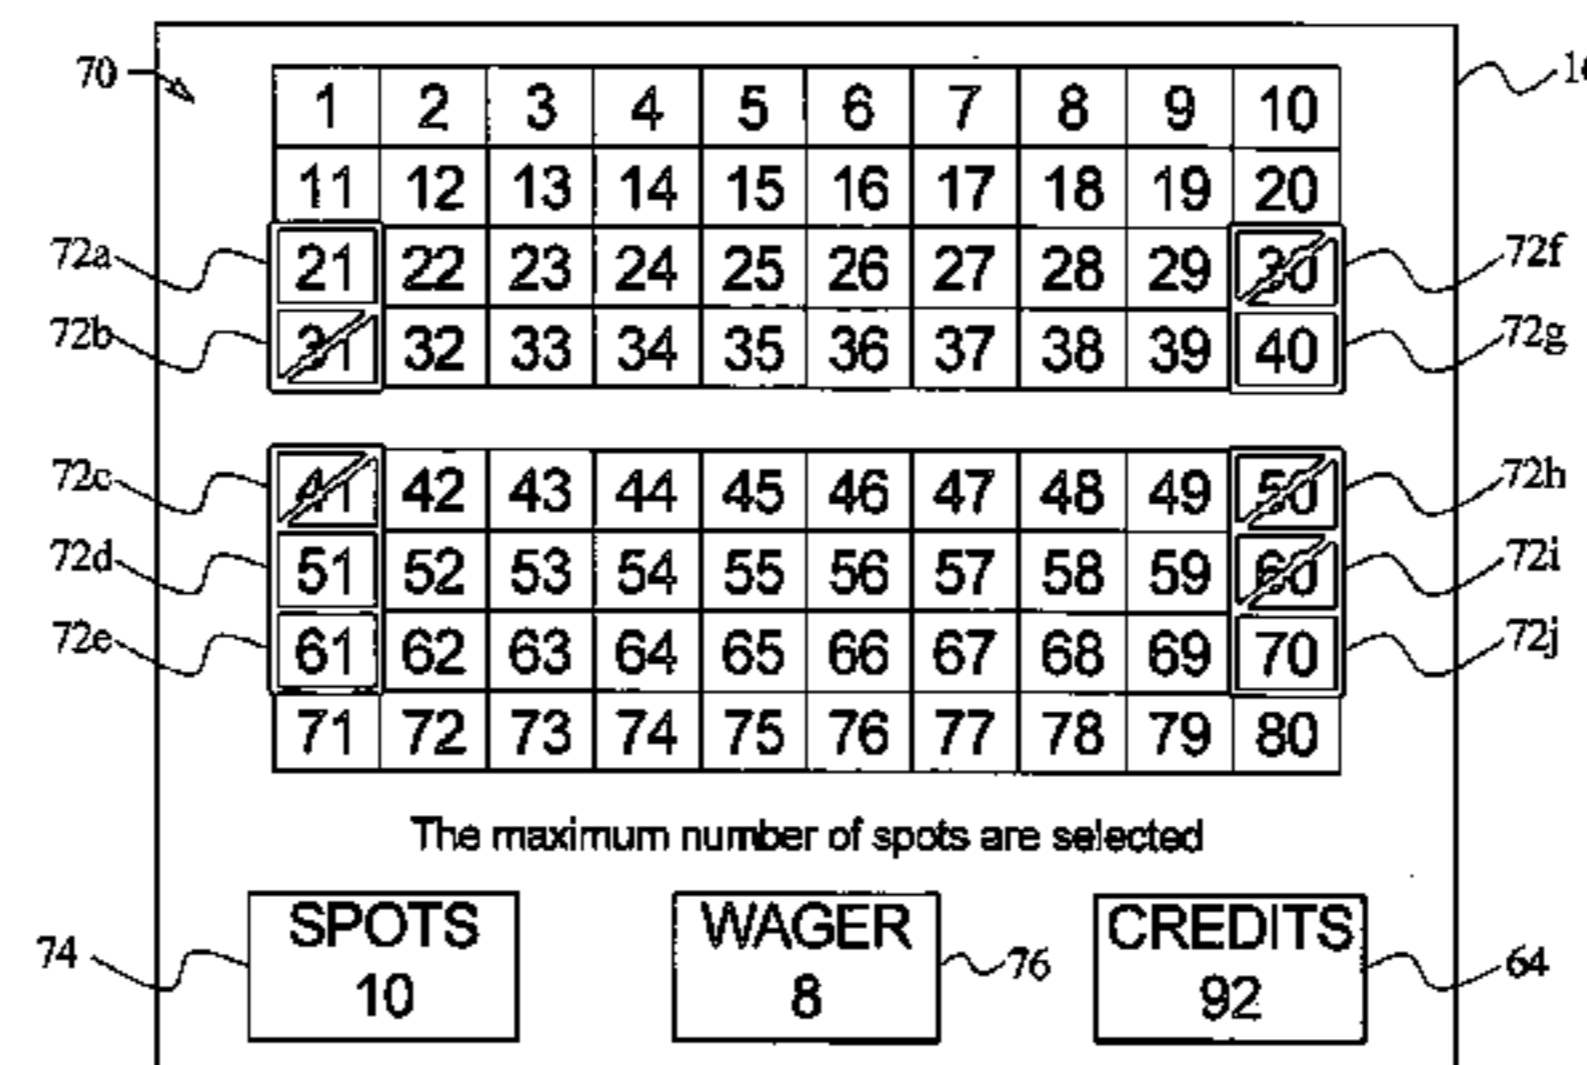 70 1 2 3 4 5 6 7 8 9 10
11 12 13 14 15 16 17 18 19 20
72a 21 22 23 24 25 26 27 28 29 30 72f
72b 31 32 33 34 35 36 37 38 39 40 72g
72c 41 42 43 44 45 46 47 48 49 50 72h
72d 51 52 53 54 55 56 57 58 59 60 72i
72e 61 62 63 64 65 66 67 68 69 70 72j
71 72 73 74 75 76 77 78 79 80
The maximum number of spots are selected
SPOTS WAGER CREDITS
74 10 8 76 92 64